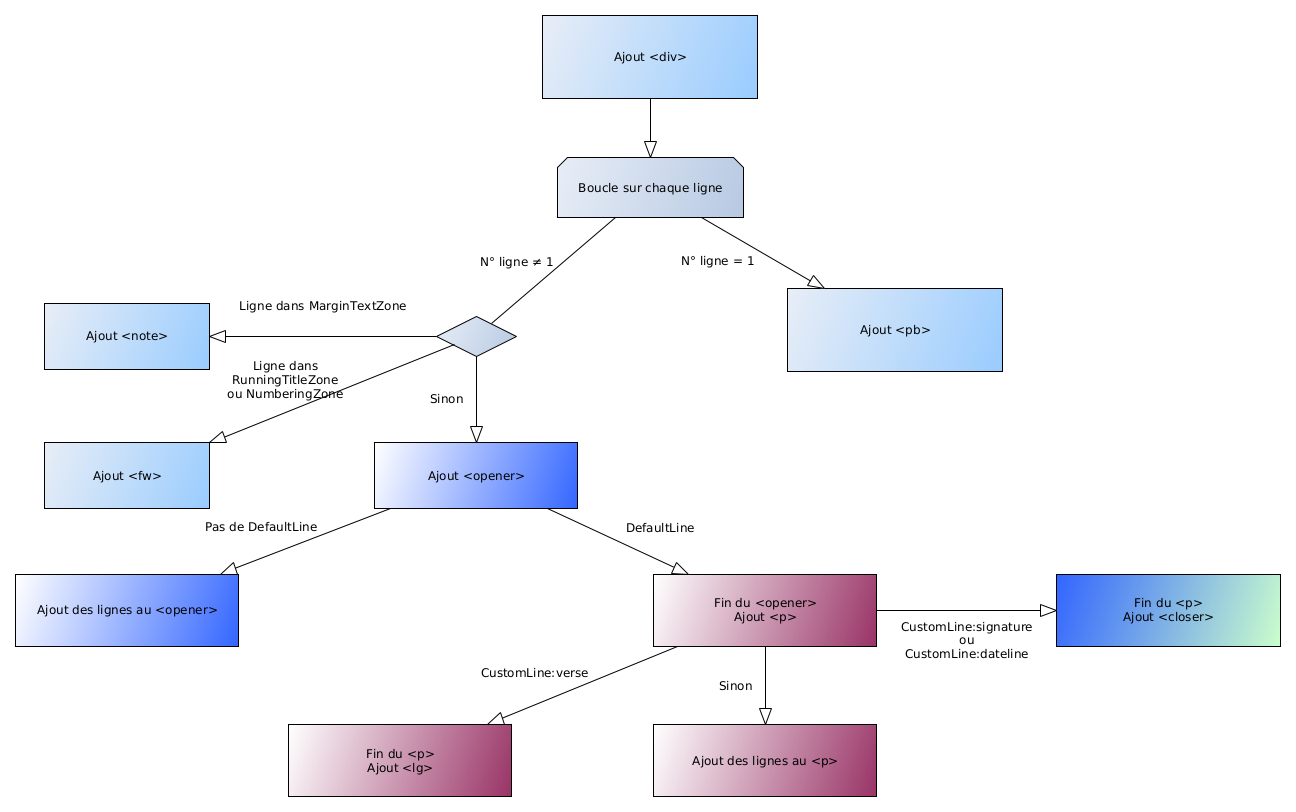 Ajout <div>
Boucle sur chaque ligne
N° ligne ≠ 1
N° ligne = 1
Ligne dans MarginTextZone
Ajout <note>
Ajout <pb>
Ligne dans
RunningTitleZone
ou NumberingZone
Sinon
Ajout <fw>
Ajout <opener>
Pas de DefaultLine
DefaultLine
Ajout des lignes au <opener>
Fin du <opener>
Ajout <p>
Fin du <p>
Ajout <closer>
CustomLine:signature
ou
CustomLine:dateline
CustomLine:verse
Sinon
Fin du <p>
Ajout <lg>
Ajout des lignes au <p>